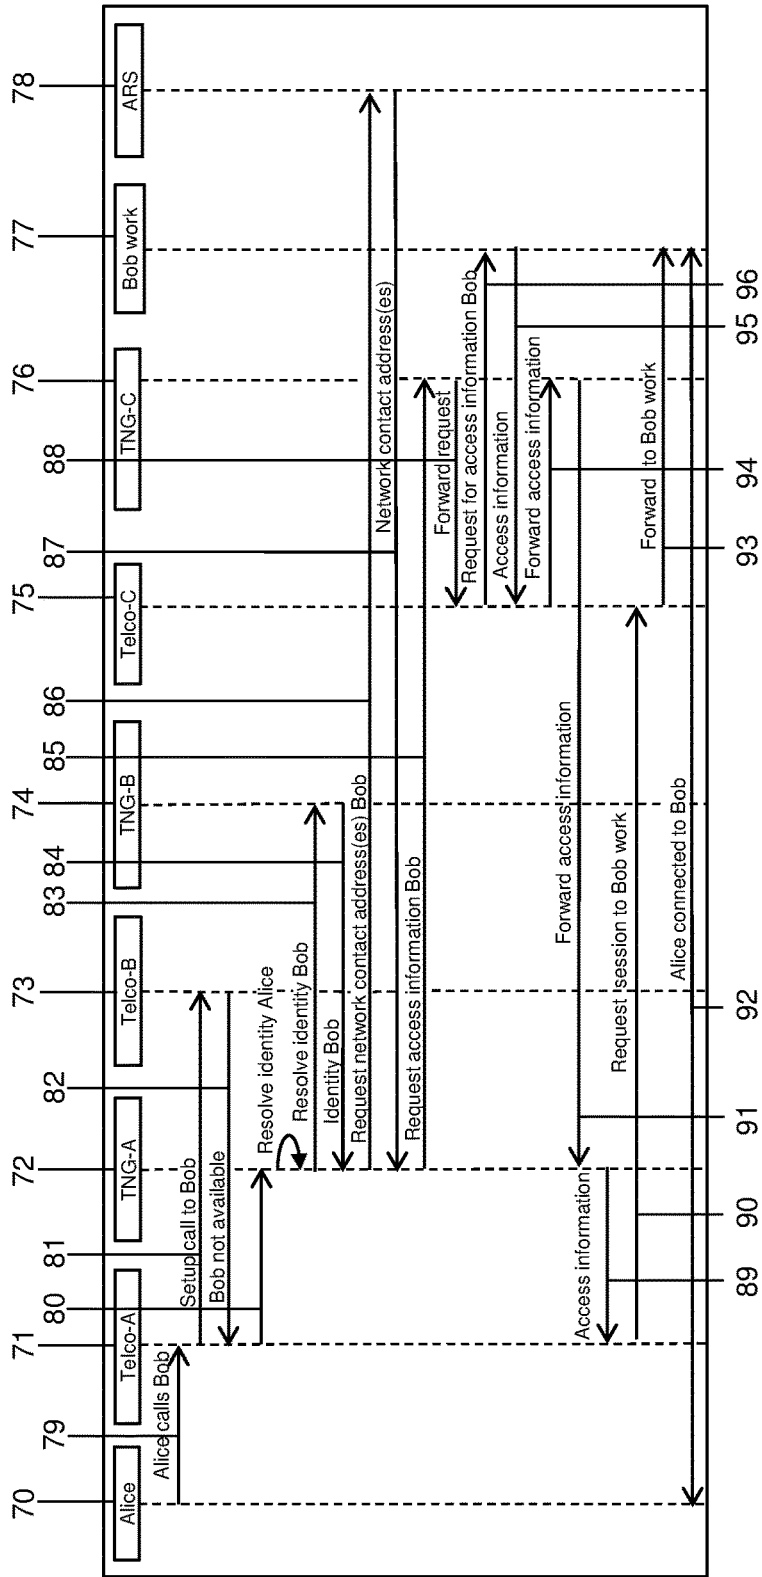 70
71
72
73
74
75
76
77
78
79
80
81
82
83
84
85
86
87
88
Alice
Telco-A
TNG-A
Telco-B
TNG-B
Telco-C
TNG-C
Bob work
ARS
Alice calls Bob
Setup call to Bob
Bob not available
Resolve identity Alice
Resolve identity Bob
Identity Bob
Request network contact address(es) Bob
Network contact address(es)
Request access information Bob
Forward request
Request for access information Bob
Access information
Forward access information
Forward access information
Access information
Request session to Bob work
Forward to Bob work
Alice connected to Bob
89
90
91
92
93
94
95
96